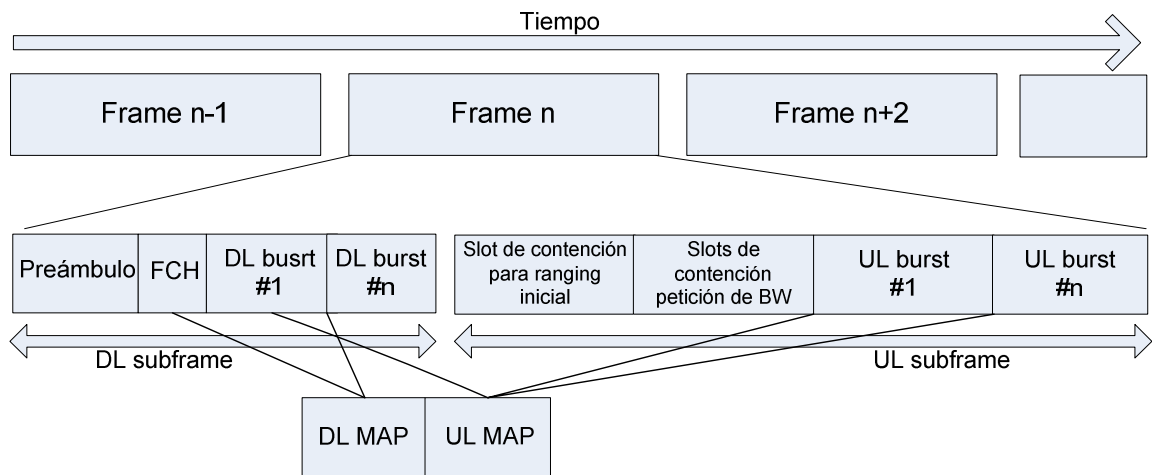 Tiempo
Frame n-1
Frame n
Frame n+2
Preámbulo
FCH
DL busrt
#1
DL burst
#n
Slot de contención
para ranging
inicial
Slots de
contención
petición de BW
UL burst
#1
UL burst
#n
DL subframe
UL subframe
DL MAP
UL MAP